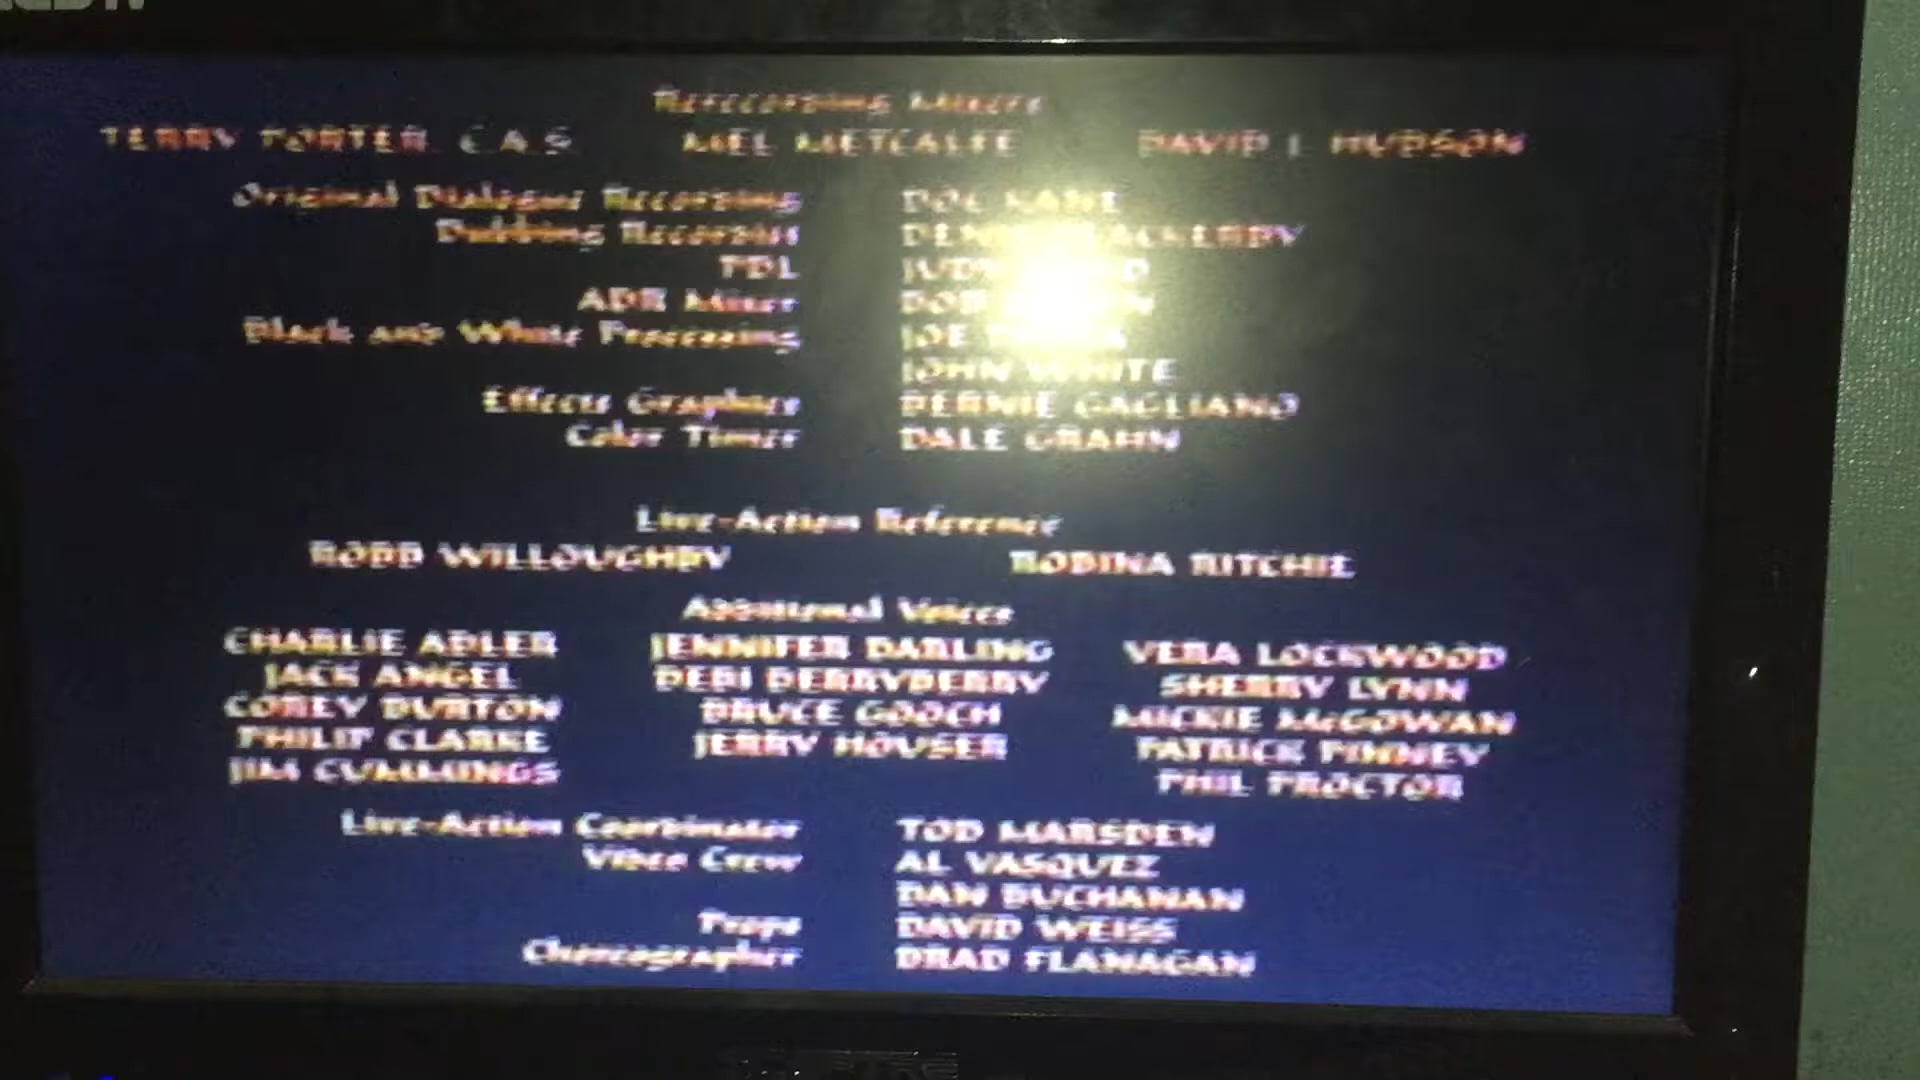 Rerecording Mixers
TERRY PORTER, C.A.S. MEL METCALFE DAVID J. HUDSON
Original Dialogue Recording DOC KANE
Dubbing Recordist
PDL
ADR Mixer
Black and White Processing JOE
JOHN WHITE
Effects Graphics BERNIE GAGLIANO
Color Timer DALE GRAHN
Live-Action Reference
ROBB WILLOUGHBY ROBINA RITCHIE
Additional Voices
CHARLIE ADLER JENNIFER DARLING VERA LOCKWOOD
JACK ANGEL DEBI DERRYBERRY SHERRY LYNN
COREY BURTON BRUCE GOOCH MICKIE McGOWAN
PHILIP CLARKE JERRY HOUSER PATRICK PINNEY
JIM CUMMINGS PHIL PROCTOR
Live-Action Coordinator TOD MARSDEN
Video Crew AL VASQUEZ
DAN BUCHANAN
Props DAVID WEISS
Choreographer BRAD FLANAGAN